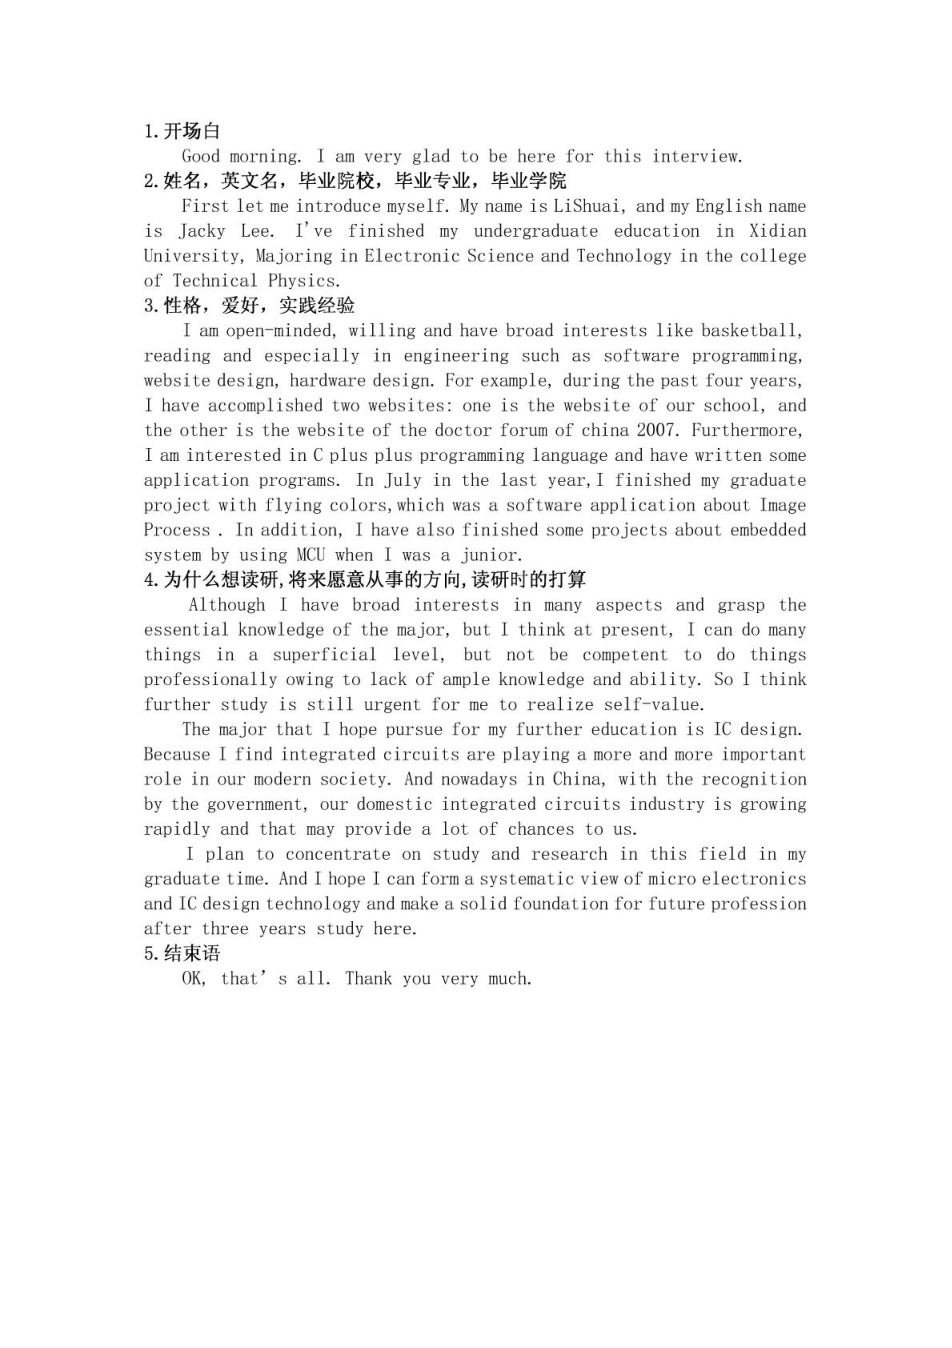 1.开场白
Good morning. I am very glad to be here for this interview.
2.姓名，英文名，毕业院校，毕业专业，毕业学院
First let me introduce myself. My name is LiShuai, and my English name
is Jacky Lee. I've finished my undergraduate education in Xidian
University, Majoring in Electronic Science and Technology in the college
of Technical Physics.
3.性格，爱好，实践经验
I am open-minded, willing and have broad interests like basketball,
reading and especially in engineering such as software programming,
website design, hardware design. For example, during the past four years,
I have accomplished two websites: one is the website of our school, and
the other is the website of the doctor forum of china 2007. Furthermore,
I am interested in C plus plus programming language and have written some
application programs. In July in the last year,I finished my graduate
project with flying colors,which was a software application about Image
Process . In addition, I have also finished some projects about embedded
system by using MCU when I was a junior.
4.为什么想读研,将来愿意从事的方向,读研时的打算
Although I have broad interests in many aspects and grasp the
essential knowledge of the major, but I think at present, I can do many
things in a superficial level, but not be competent to do things
professionally owing to lack of ample knowledge and ability. So I think
further study is still urgent for me to realize self-value.
The major that I hope pursue for my further education is IC design.
Because I find integrated circuits are playing a more and more important
role in our modern society. And nowadays in China, with the recognition
by the government, our domestic integrated circuits industry is growing
rapidly and that may provide a lot of chances to us.
I plan to concentrate on study and research in this field in my
graduate time. And I hope I can form a systematic view of micro electronics
and IC design technology and make a solid foundation for future profession
after three years study here.
5.结束语
OK, that’s all. Thank you very much.